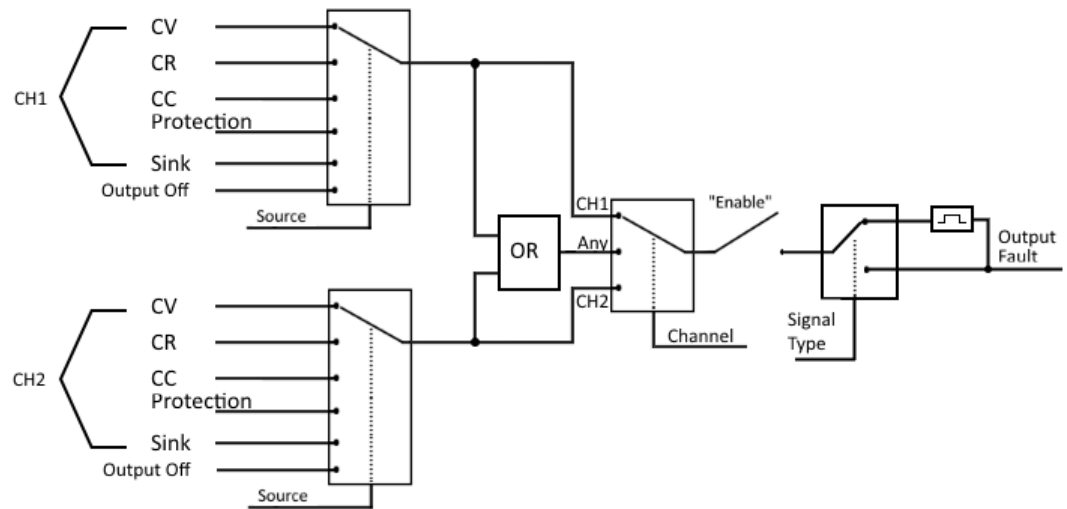 CV
CR
CH1
CC
Protection
Sink
Output Off
Source
CH1
"Enable"
OR
Any
Output
Fault
CH2
CV
Channel
Signal
Type
CR
CH2
CC
Protection
Sink
Output Off
Source